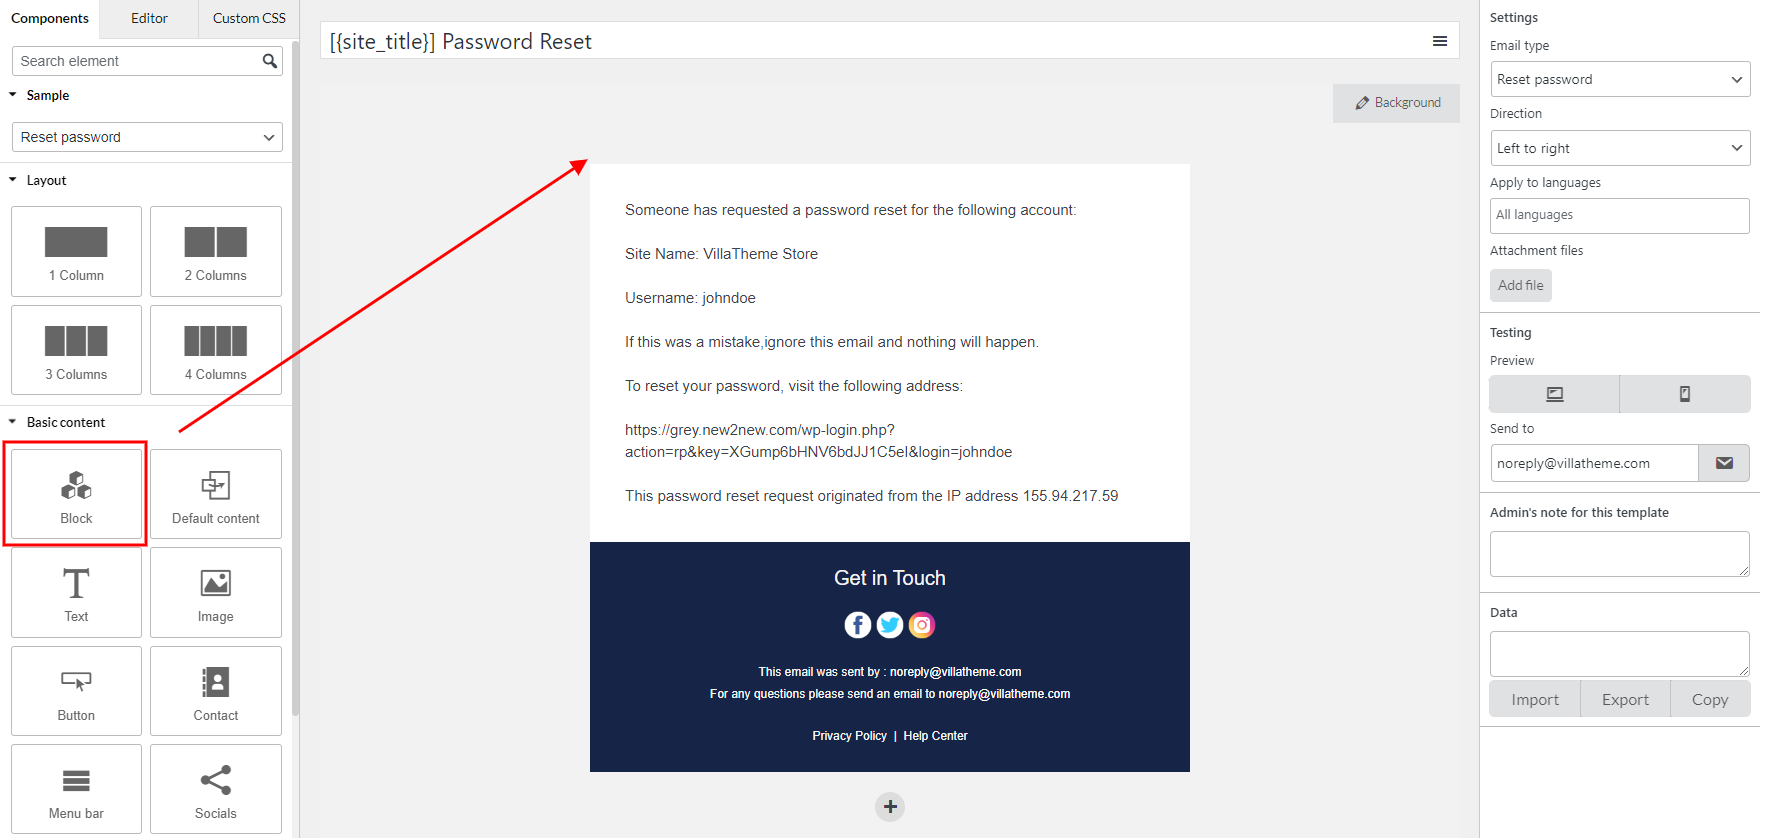 Components
Editor
Custom CSS
Search element
Sample
Reset password
Layout
1 Column
2 Columns
3 Columns
4 Columns
Basic content
Block
Default content
Text
Image
Button
Contact
Menu bar
Socials
[{site_title}] Password Reset
Background
Someone has requested a password reset for the following account:
Site Name: VillaTheme Store
Username: johndoe
If this was a mistake,ignore this email and nothing will happen.
To reset your password, visit the following address:
https://grey.new2new.com/wp-login.php?
action=rp&key=XGump6bHNV6bdJJ1C5eI&login=johndoe
This password reset request originated from the IP address 155.94.217.59
Get in Touch
This email was sent by : noreply@villatheme.com
For any questions please send an email to noreply@villatheme.com
Privacy Policy | Help Center
Settings
Email type
Reset password
Direction
Left to right
Apply to languages
All languages
Attachment files
Add file
Testing
Preview
Send to
noreply@villatheme.com
Admin's note for this template
Data
Import
Export
Copy